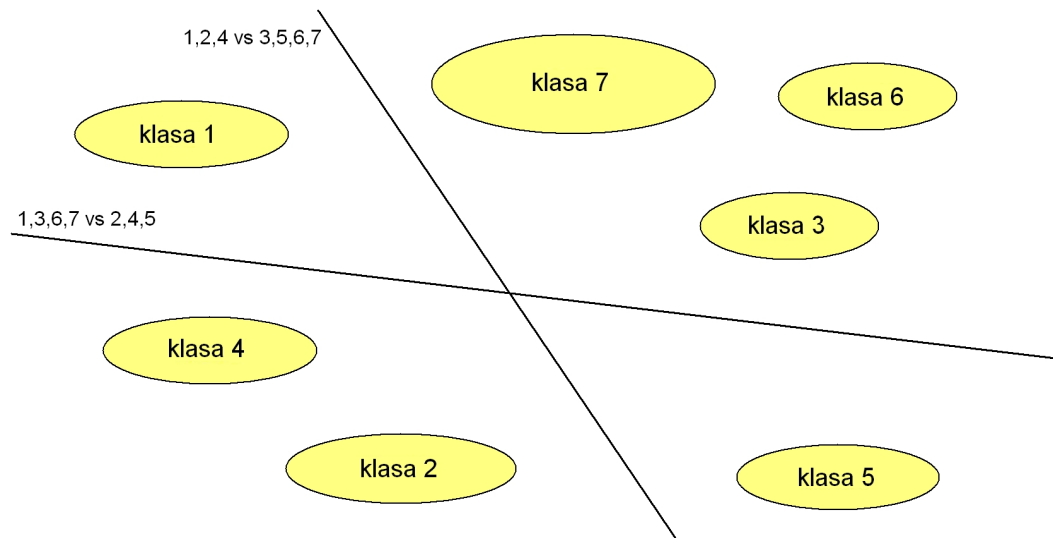 1,2,4 vs 3,5,6,7
klasa 7
klasa 6
klasa 1
1,3,6,7 vs 2,4,5
klasa 3
klasa 4
klasa 2
klasa 5